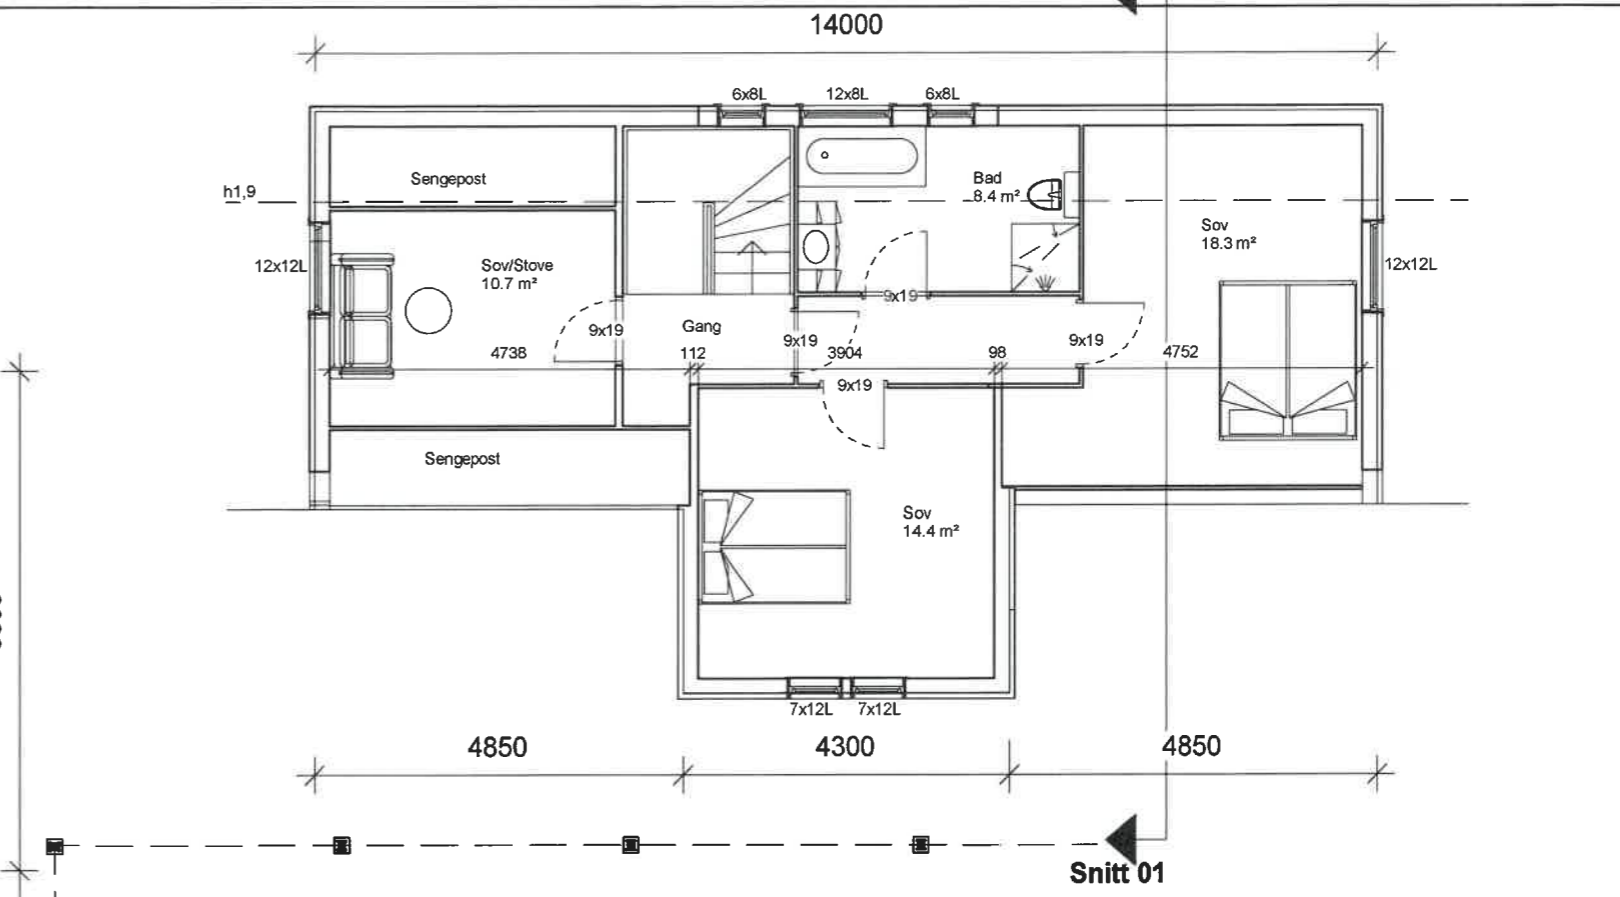 14000
6x8L 12x8L 6x8L
Sengepost
h1,9
Bad
8.4 m²
Sov
18.3 m²
12x12L
Sov/Stove
10.7 m²
12x12L
9x19
Gang
9x19
9x19
9x19
4738
112
3904
98
4752
9x19
Sengepost
Sov
14.4 m²
7x12L 7x12L
4850
4300
4850
Snitt 01